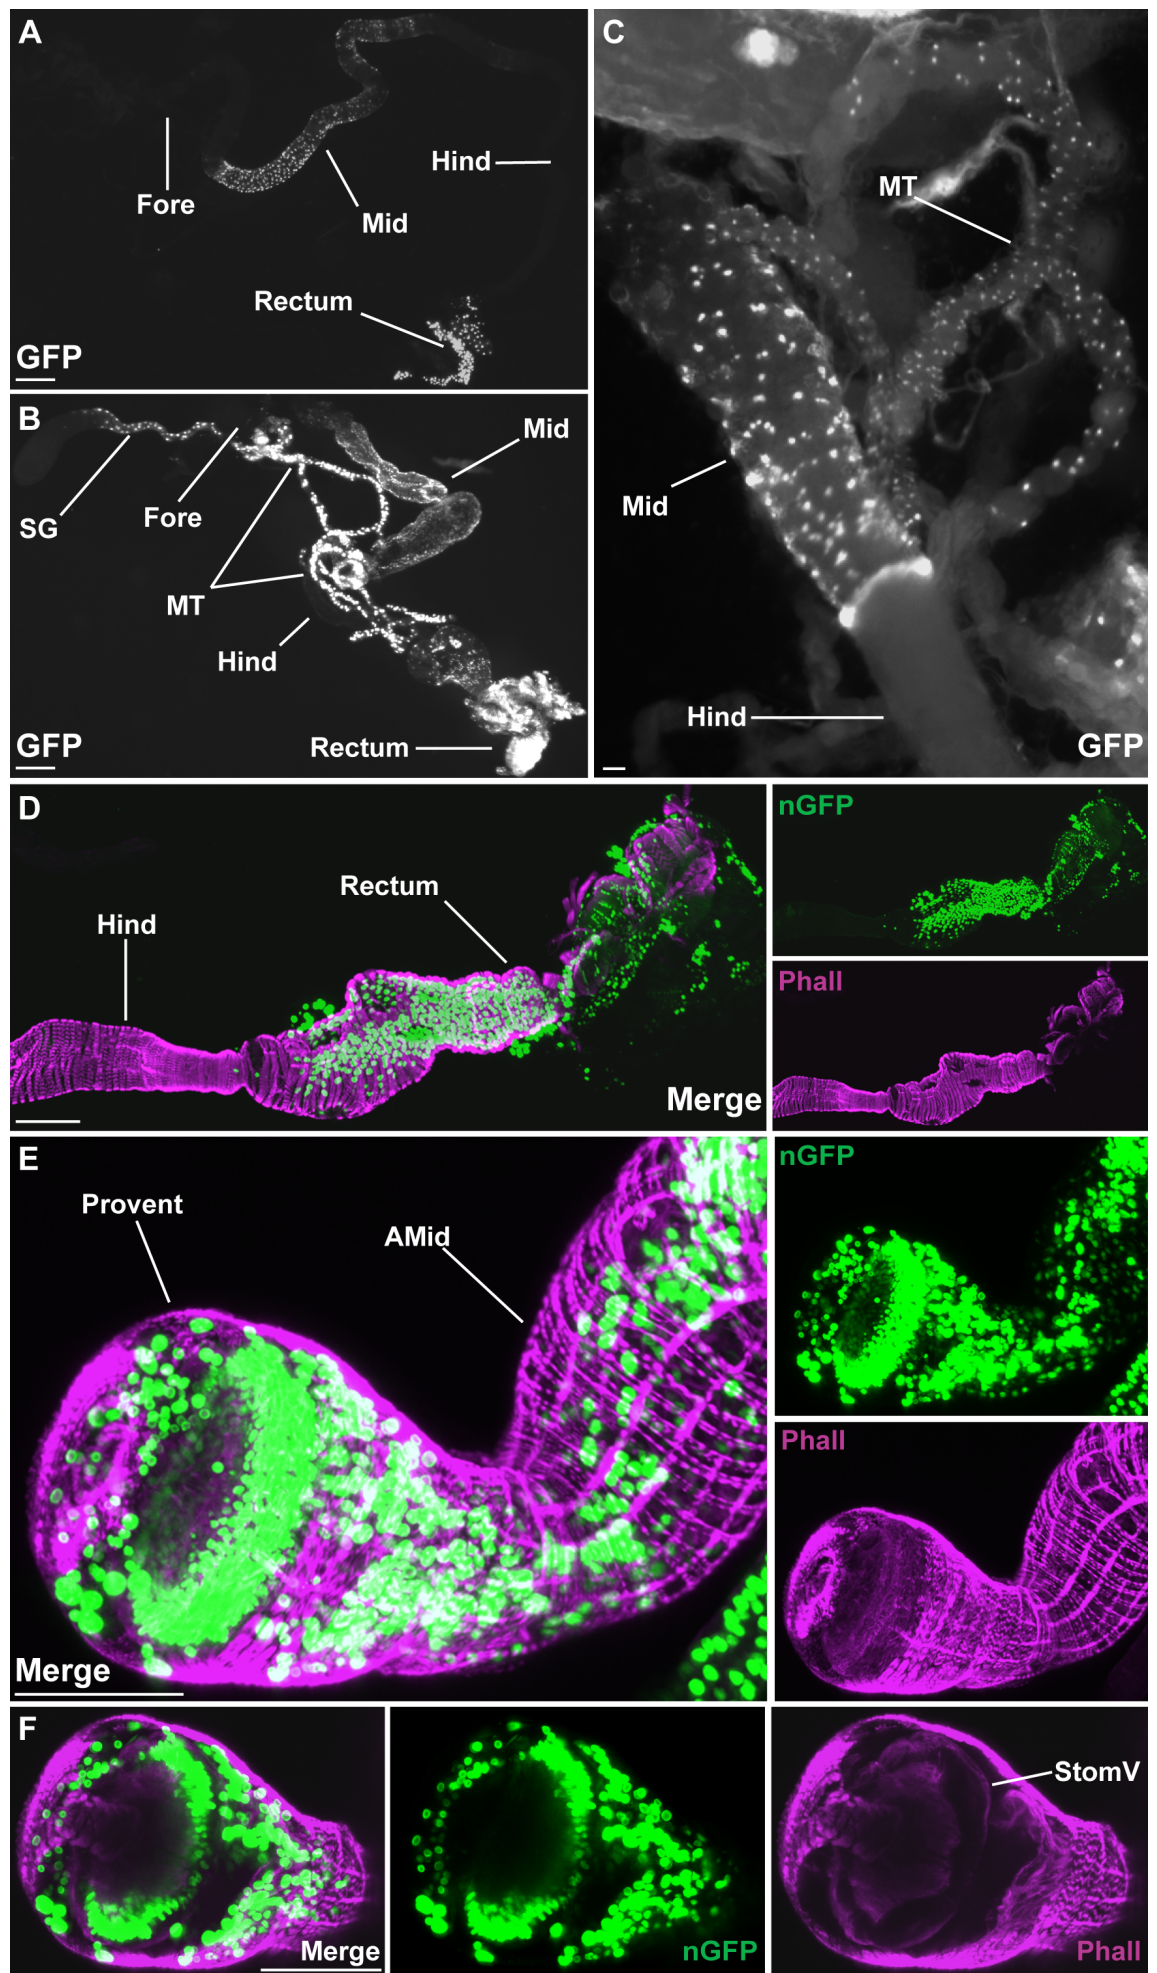 A
Fore
Mid
Hind
Rectum
GFP
B
SG
Fore
Mid
MT
Hind
Rectum
GFP
C
MT
Mid
Hind
GFP
D
Hind
Rectum
Merge
nGFP
Phall
E
Provent
AMid
Merge
nGFP
Phall
F
Merge
nGFP
StomV
Phall